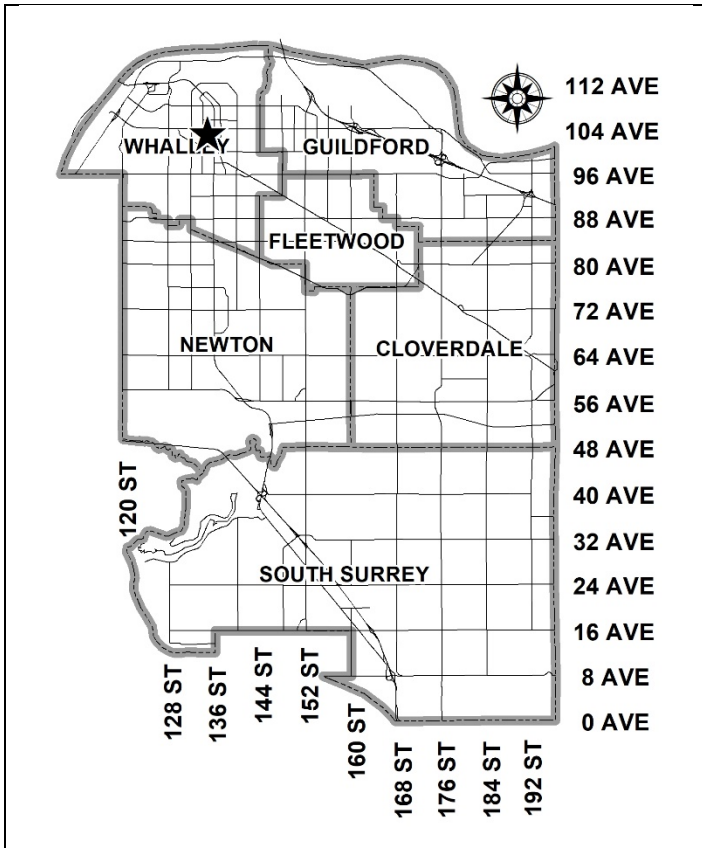 112 AVE
104 AVE
WHALLEY
GUILDFORD
96 AVE
88 AVE
FLEETWOOD
80 AVE
72 AVE
NEWTON
CLOVERDALE
64 AVE
56 AVE
48 AVE
120 ST
40 AVE
32 AVE
SOUTH SURREY
24 AVE
16 AVE
8 AVE
0 AVE
128 ST
136 ST
144 ST
152 ST
160 ST
168 ST
176 ST
184 ST
192 ST